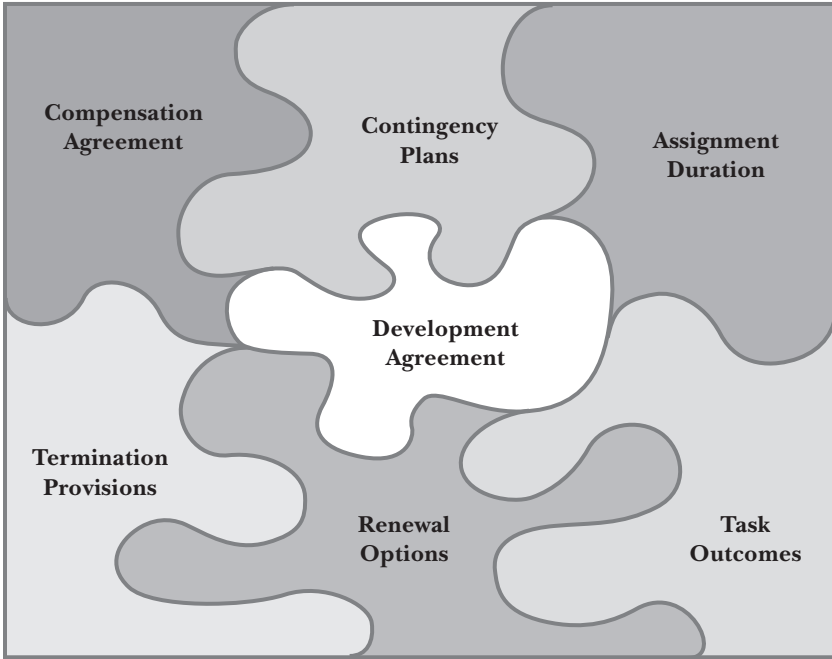 Compensation
Agreement
Contingency
Plans
Assignment
Duration
Development
Agreement
Termination
Provisions
Renewal
Options
Task
Outcomes